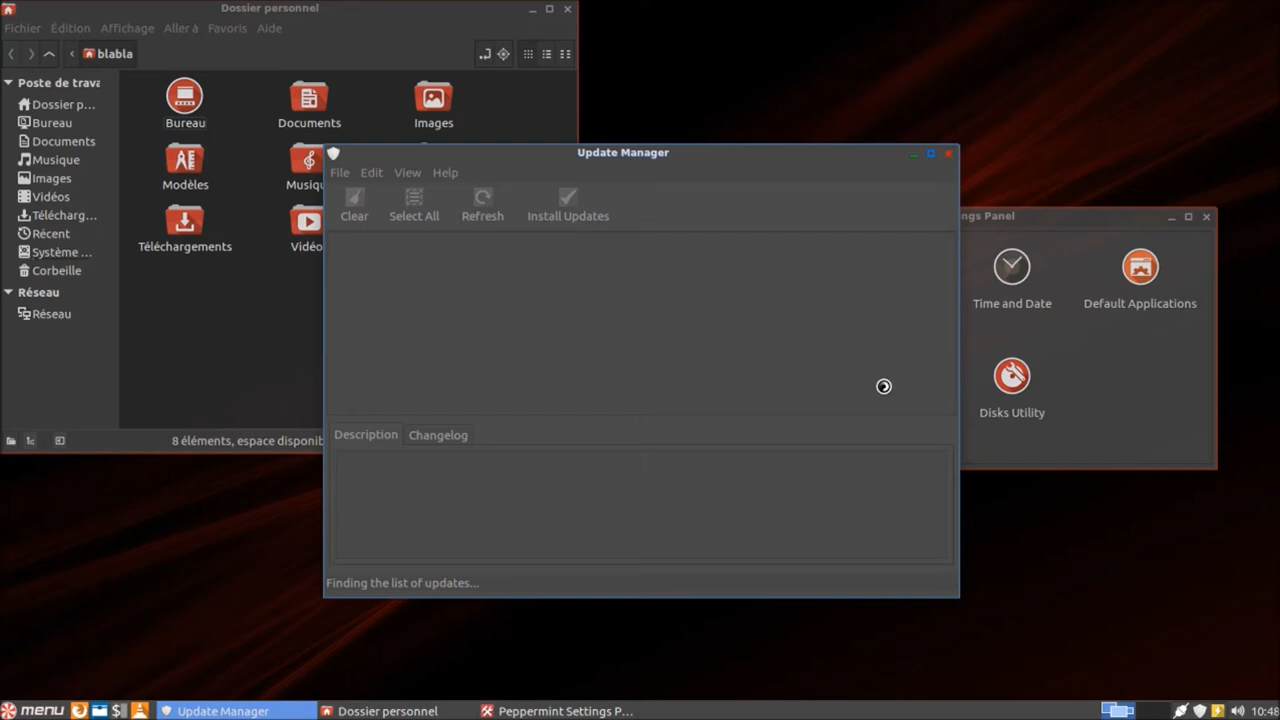 Dossier personnel
Fichier Édition Affichage Favoris Aller à Aide
blabla
Poste de trava
Dossier p...
Bureau
Documents
Musique
Images
Vidéos
Télécharg...
Récent
Système ...
Corbeille
Réseau
Réseau
Bureau Documents Images
Modèles Musiqu
Téléchargements Vidéo
8 éléments, espace disponib
Update Manager
File Edit View Help
Clear Select All Refresh Install Updates
Description Changelog
Finding the list of updates...
ngs Panel
Time and Date Default Applications
Disks Utility
menu $ Update Manager Dossier personnel Peppermint Settings P... 10:48